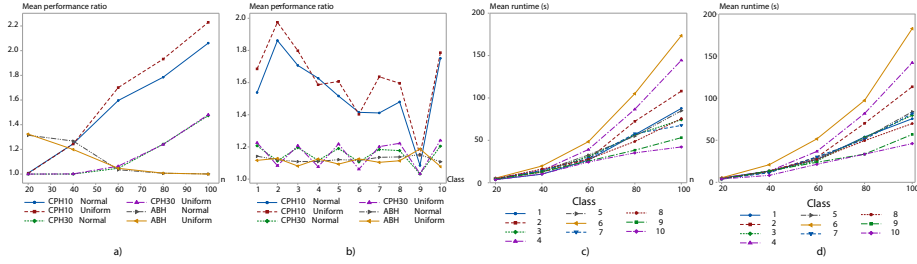 Mean performance ratio
2.2
2.0
1.8
1.6
1.4
1.2
1.0
20 40 60 80 100 n
CPH10 Normal CPH30 Uniform
CPH10 Uniform ABH Normal
CPH30 Normal ABH Uniform
a)
Mean performance ratio
2.0
1.8
1.6
1.4
1.2
1.0
1 2 3 4 5 6 7 8 9 10 Class
CPH10 Normal CPH30 Uniform
CPH10 Uniform ABH Normal
CPH30 Normal ABH Uniform
b)
Mean runtime (s)
200
150
100
50
0
20 40 60 80 100 n
Class
1 5 8
2 6 9
3 7 10
4
c)
Mean runtime (s)
200
150
100
50
0
20 40 60 80 100 n
Class
1 5 8
2 6 9
3 7 10
4
d)